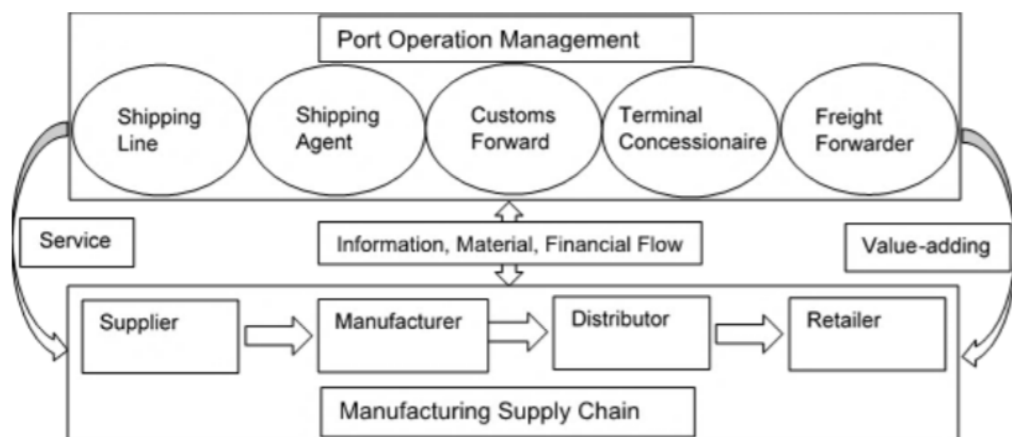 Port Operation Management
Shipping
Line
Shipping
Agent
Customs
Forward
Terminal
Concessionaire
Freight
Forwarder
Service
Information, Material, Financial Flow
Value-adding
Supplier
Manufacturer
Distributor
Retailer
Manufacturing Supply Chain